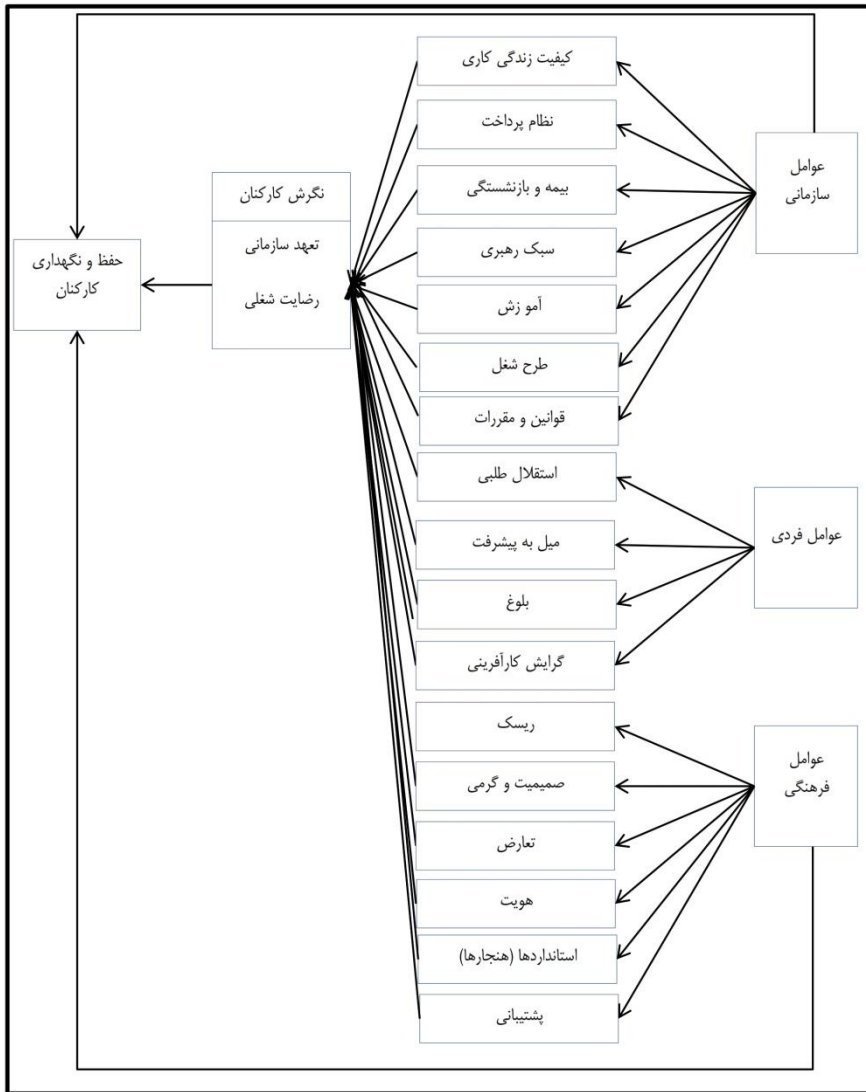 عوامل
سازمانی
کیفیت زندگی کاری
نظام پرداخت
بیمه و بازنشستگی
سبک رهبری
آمو زش
طرح شغل
قوانین و مقررات
عوامل فردی
استقلال طلبی
میل به پیشرفت
بلوغ
گرایش کارآفرینی
عوامل
فرهنگی
ریسک
صمیمیت و گرمی
تعارض
هویت
استانداردها (هنجارها)
پشتیبانی
نگرش کارکنان
تعهد سازمانی
رضایت شغلی
حفظ و نگهداری
کارکنان